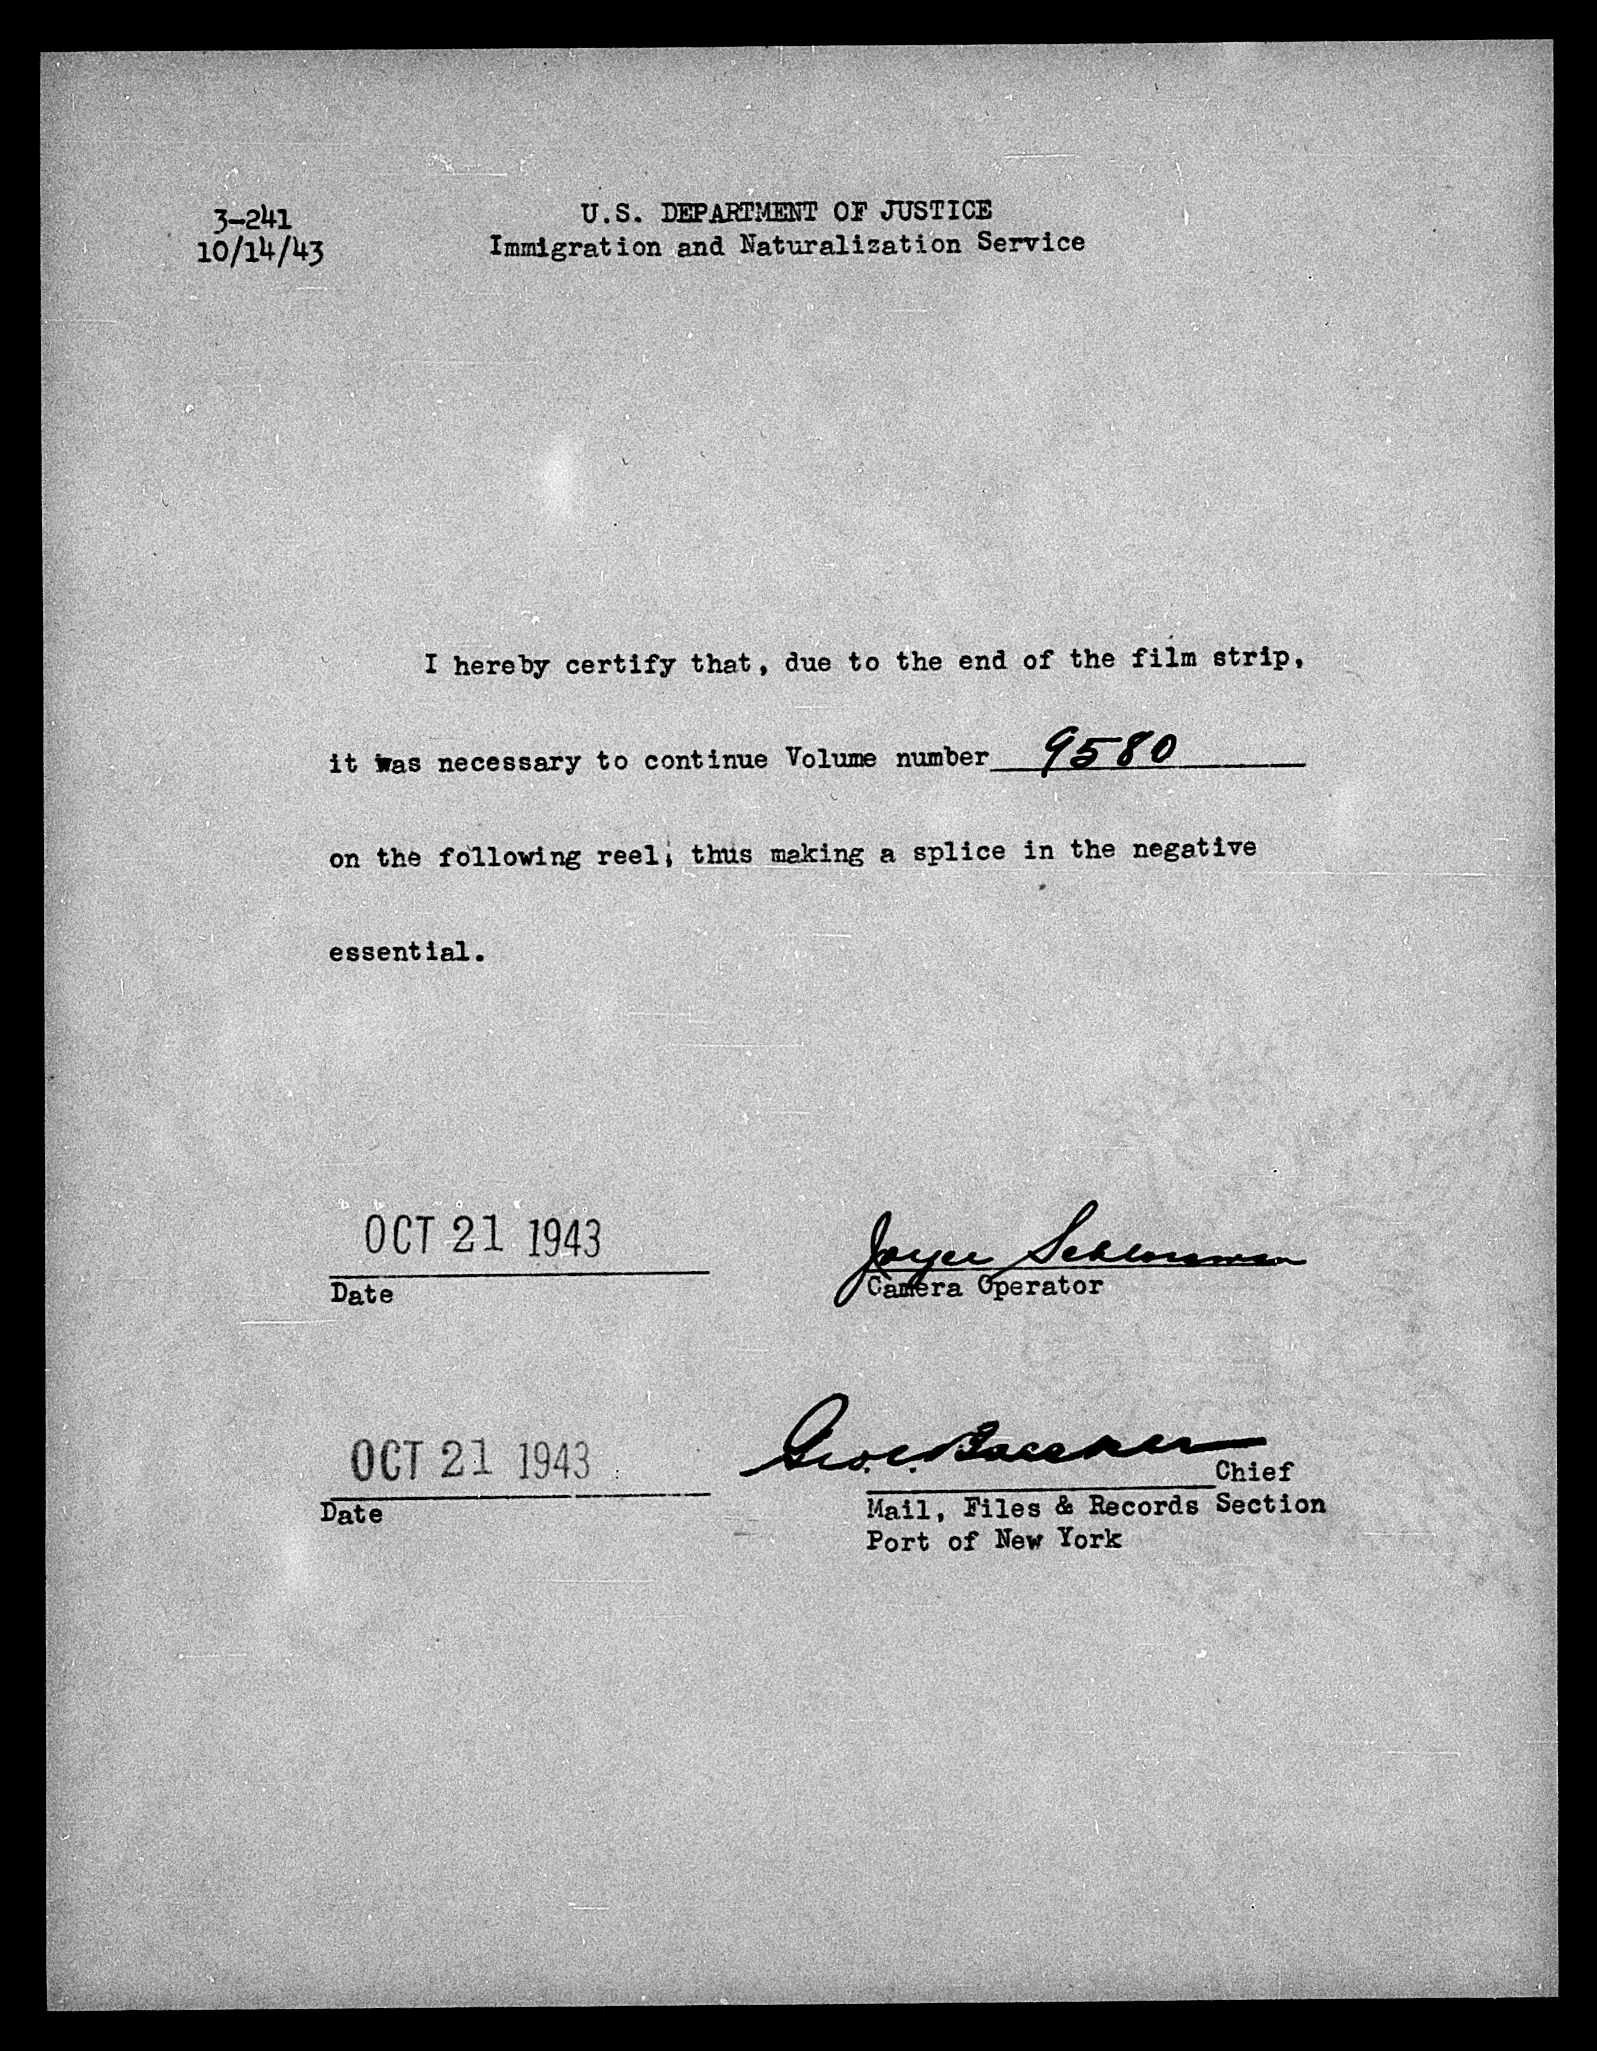 3-241
10/14/43
U.S. DEPARTMENT OF JUSTICE
Immigration and Naturalization Service
I hereby certify that, due to the end of the film strip,
it was necessary to continue Volume number 9580
on the following reel, thus making a splice in the negative
essential.
OCT 21 1943
Date
Joyce Schlossman
Camera Operator
OCT 21 1943
Date
Geo. C.
Chief
Mail, Files & Records Section
Port of New York